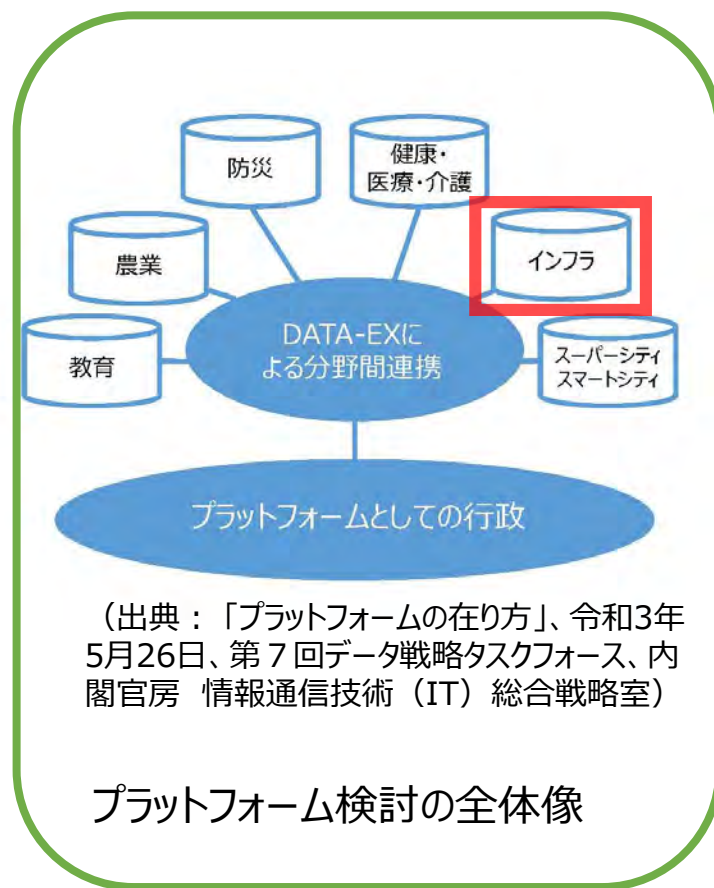 防災
健康・
医療・介護
農業
インフラ
DATA-EXに
よる分野間連携
教育
スーパーシティ
スマートシティ
プラットフォームとしての行政
（出典：「プラットフォームの在り方」、令和3年
5月26日、第７回データ戦略タスクフォース、内
閣官房 情報通信技術（IT）総合戦略室）
プラットフォーム検討の全体像